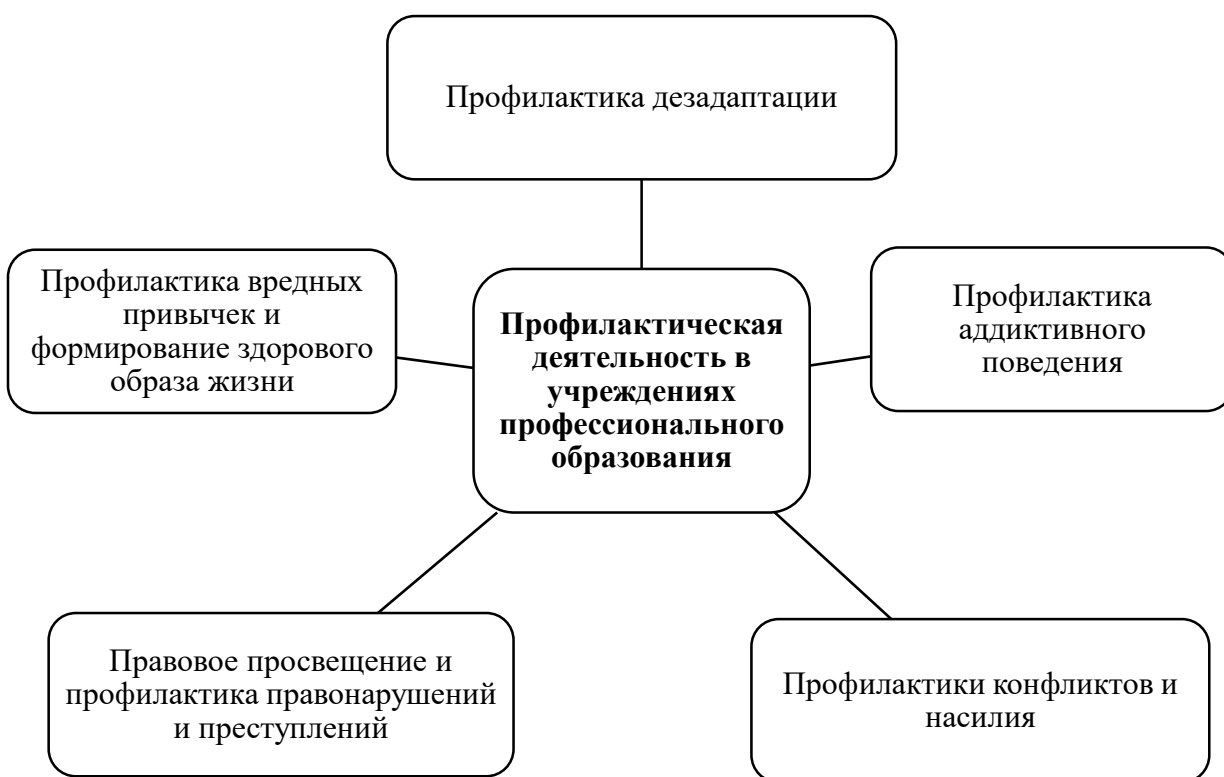 Профилактика дезадаптации
Профилактика вредных
привычек и
формирование здорового
образа жизни
Профилактическая
деятельность в
учреждениях
профессионального
образования
Профилактика
аддиктивного
поведения
Правовое просвещение и
профилактика правонарушений
и преступлений
Профилактики конфликтов и
насилия